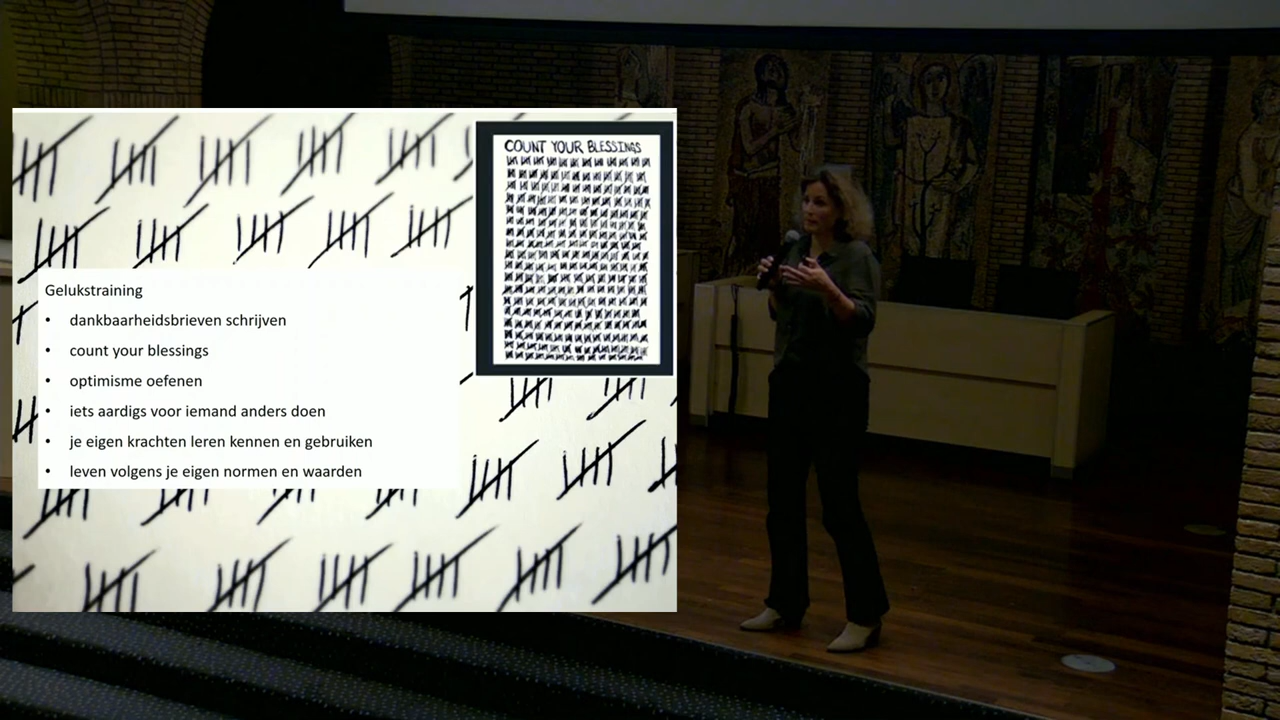 COUNT YOUR BLESSINGS
Gelukstraining
• dankbaarheidsbrieven schrijven
• count your blessings
• optimisme oefenen
• iets aardigs voor iemand anders doen
• je eigen krachten leren kennen en gebruiken
• leven volgens je eigen normen en waarden